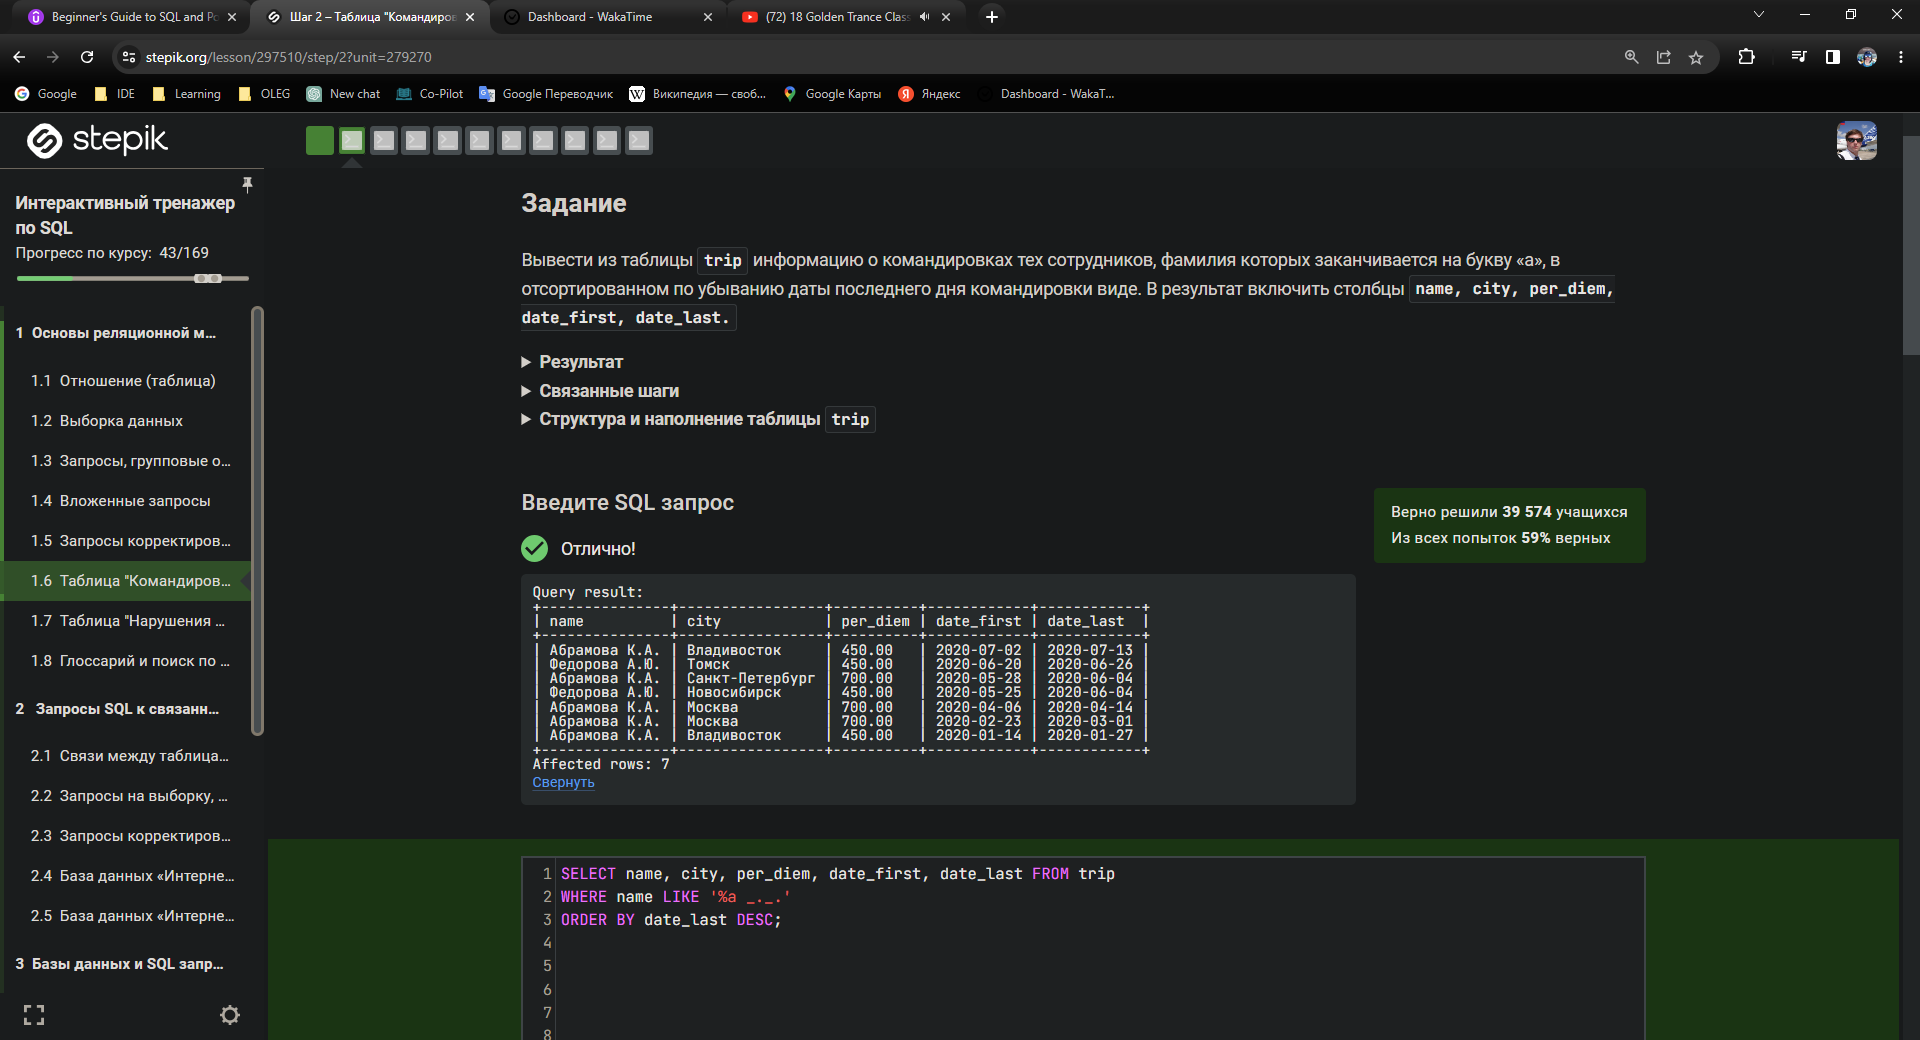 Beginner's Guide to SQL and Po
Шаг 2 – Таблица "Командиров
Dashboard - WakaTime
(72) 18 Golden Trance Clas
stepik.org/lesson/297510/step/2?unit=279270
Google
IDE
Learning
OLEG
New chat
Co-Pilot
Google Переводчик
Википедия — своб...
Google Карты
Яндекс
Dashboard - WakaT...
stepik
Интерактивный тренажер
по SQL
Прогресс по курсу: 43/169
1 Основы реляционной м...
1.1 Отношение (таблица)
1.2 Выборка данных
1.3 Запросы, групповые о...
1.4 Вложенные запросы
1.5 Запросы корректиров...
1.6 Таблица "Командиров...
1.7 Таблица "Нарушения ...
1.8 Глоссарий и поиск по ...
2 Запросы SQL к связанн...
2.1 Связи между таблица...
2.2 Запросы на выборку, ...
2.3 Запросы корректиров...
2.4 База данных «Интерне...
2.5 База данных «Интерне...
3 Базы данных и SQL запр...
Задание
Вывести из таблицы trip информацию о командировках тех сотрудников, фамилия которых заканчивается на букву «а», в
отсортированном по убыванию даты последнего дня командировки виде. В результат включить столбцы name, city, per_diem,
date_first, date_last.
Результат
Связанные шаги
Структура и наполнение таблицы trip
Введите SQL запрос
Верно решили 39 574 учащихся
Из всех попыток 59% верных
Отлично!
Query result:
+---------------+-----------------+----------+------------+------------+
| name          | city            | per_diem | date_first | date_last  |
+---------------+-----------------+----------+------------+------------+
| Абрамова К.А. | Владивосток     | 450.00   | 2020-07-02 | 2020-07-13 |
| Федорова А.Ю. | Томск           | 450.00   | 2020-06-20 | 2020-06-26 |
| Абрамова К.А. | Санкт-Петербург | 700.00   | 2020-05-28 | 2020-06-04 |
| Федорова А.Ю. | Новосибирск     | 450.00   | 2020-05-25 | 2020-06-04 |
| Абрамова К.А. | Москва          | 700.00   | 2020-04-06 | 2020-04-14 |
| Абрамова К.А. | Москва          | 700.00   | 2020-02-23 | 2020-03-01 |
| Абрамова К.А. | Владивосток     | 450.00   | 2020-01-14 | 2020-01-27 |
+---------------+-----------------+----------+------------+------------+
Affected rows: 7
Свернуть
1 SELECT name, city, per_diem, date_first, date_last FROM trip
2 WHERE name LIKE '%а _._.'
3 ORDER BY date_last DESC;
4
5
6
7
8